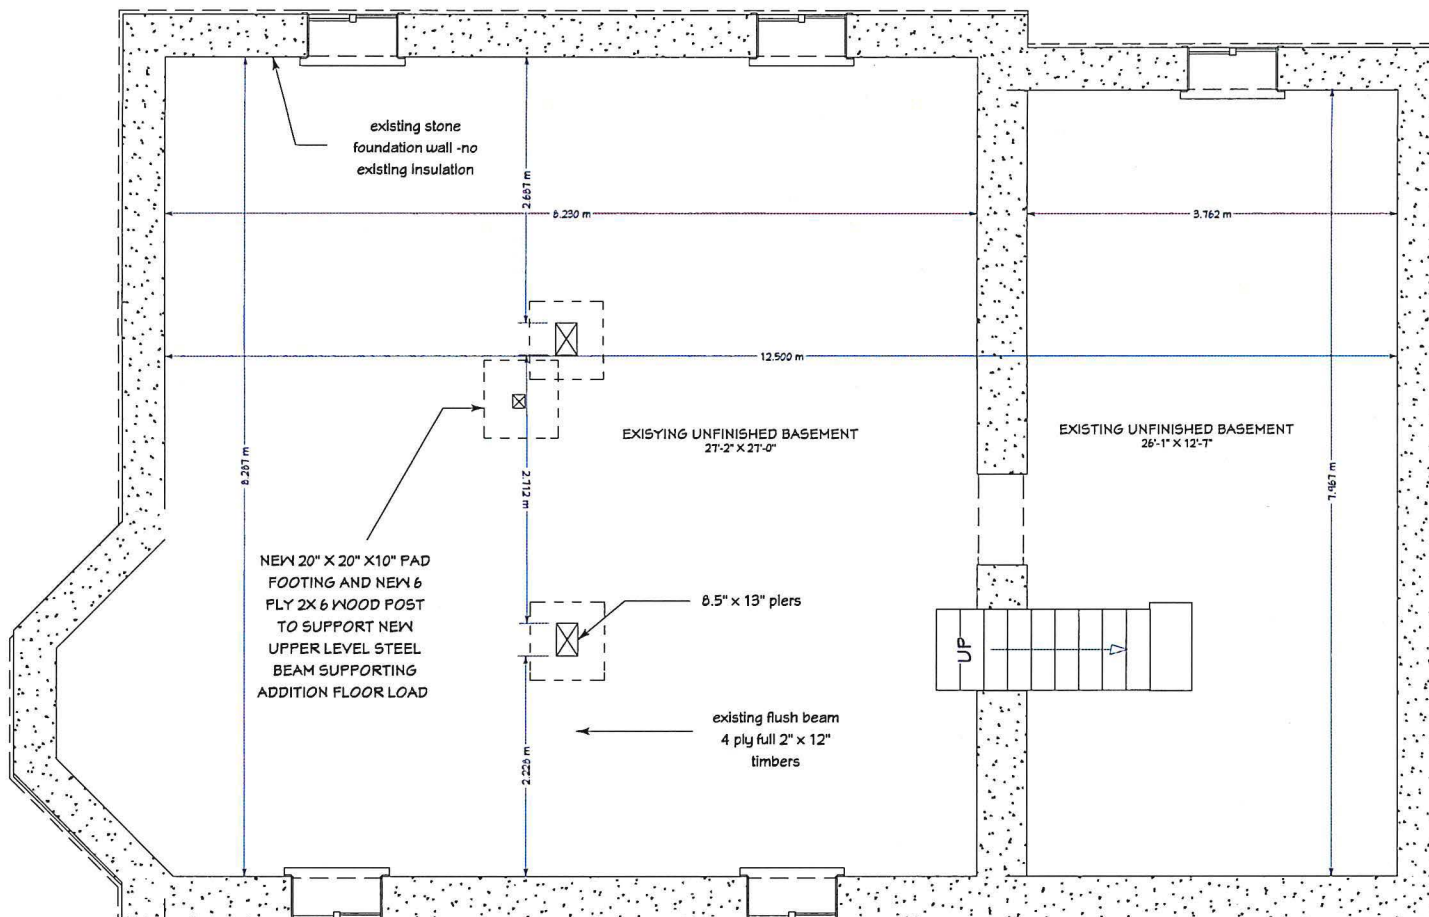 existing stone
foundation wall -no
existing insulation
2.687 m
8.230 m
3.762 m
12.500 m
EXISYING UNFINISHED BASEMENT
27'-2" X 27'-0"
EXISTING UNFINISHED BASEMENT
26'-1" X 12'-7"
8.287 m
2.712 m
7.967 m
NEW 20" X 20" X10" PAD
FOOTING AND NEW 6
PLY 2X 6 WOOD POST
TO SUPPORT NEW
UPPER LEVEL STEEL
BEAM SUPPORTING
ADDITION FLOOR LOAD
8.5" x 13" piers
UP
existing flush beam
4 ply full 2" x 12"
timbers
2.228 m